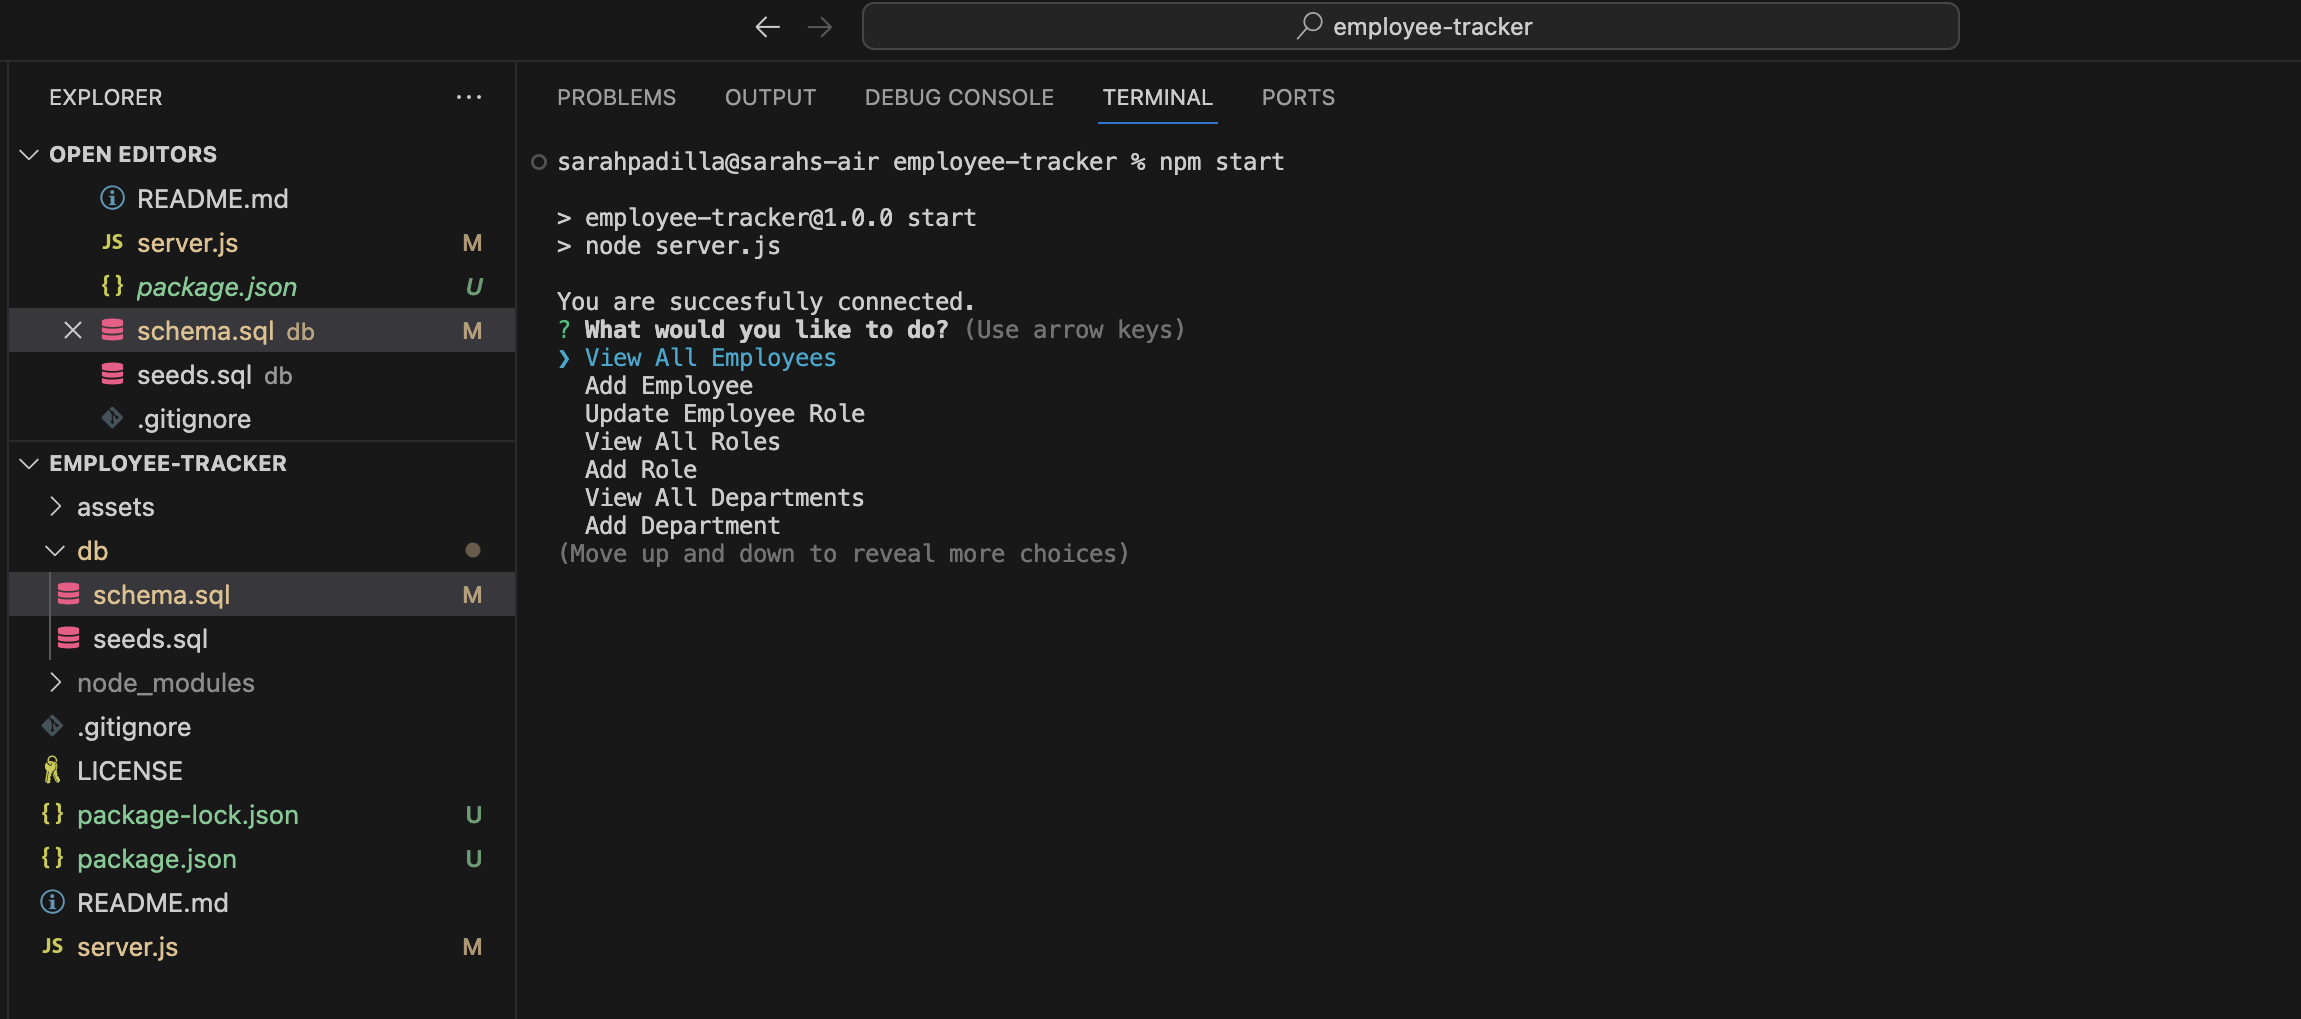 employee-tracker
EXPLORER
OPEN EDITORS
README.md
JS server.js M
{} package.json U
schema.sql db M
seeds.sql db
.gitignore
EMPLOYEE-TRACKER
assets
db
schema.sql M
seeds.sql
node_modules
.gitignore
LICENSE
{} package-lock.json U
{} package.json U
README.md
JS server.js M
PROBLEMS OUTPUT DEBUG CONSOLE TERMINAL PORTS
sarahpadilla@sarahs-air employee-tracker % npm start
> employee-tracker@1.0.0 start
> node server.js
You are succesfully connected.
? What would you like to do? (Use arrow keys)
❯ View All Employees
Add Employee
Update Employee Role
View All Roles
Add Role
View All Departments
Add Department
(Move up and down to reveal more choices)